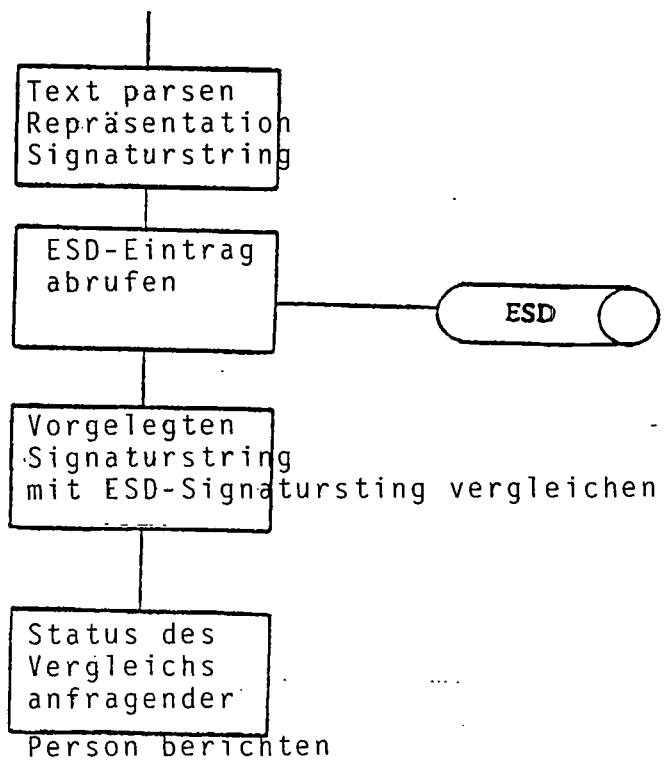 Text parsen
Repräsentation
Signaturstring
ESD-Eintrag
abrufen
ESD
Vorgelegten
Signaturstring
mit ESD-Signatursting vergleichen
Status des
Vergleichs
anfragender
Person berichten